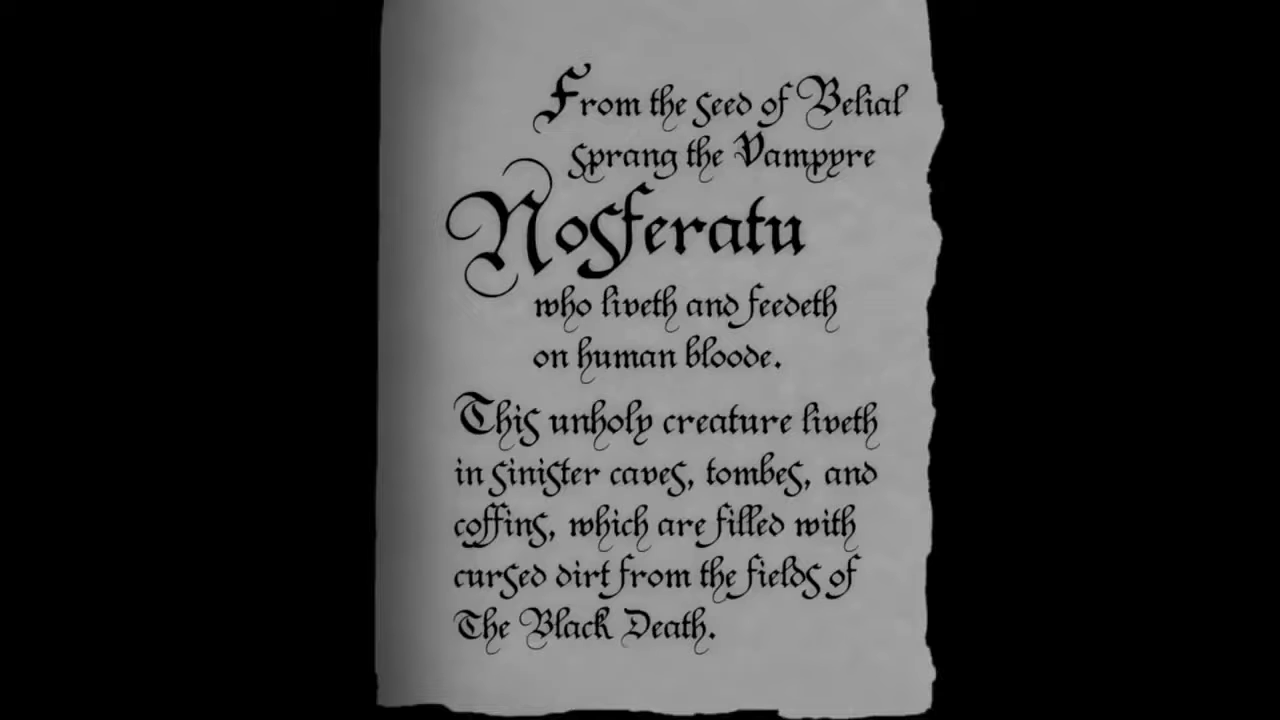 From the seed of Belial
sprang the Vampyre
Nosferatu
who liveth and feedeth
on human bloode.
This unholy creature liveth
in sinister caves, tombes, and
coffins, which are filled with
cursed dirt from the fields of
The Black Death.